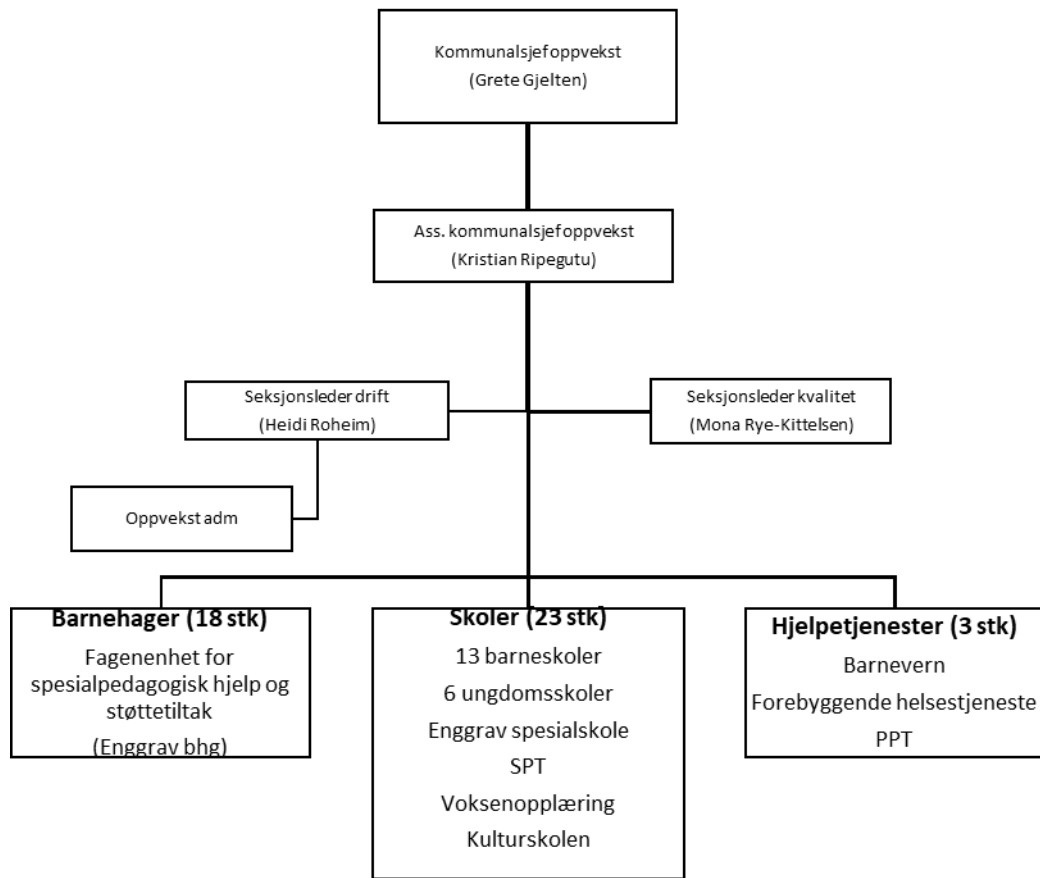 Kommunalsjef oppvekst
(Grete Gjelten)
Ass. kommunalsjef oppvekst
(Kristian Ripegutu)
Seksjonsleder drift
(Heidi Roheim)
Seksjonsleder kvalitet
(Mona Rye-Kittelsen)
Oppvekst adm
Barnehager (18 stk)
Fagenenhet for
spesialpedagogisk hjelp og
støttetiltak
(Enggrav bhg)
Skoler (23 stk)
13 barneskoler
6 ungdomsskoler
Enggrav spesialskole
SPT
Voksenopplæring
Kulturskolen
Hjelpetjenester (3 stk)
Barnevern
Forebyggende helsestjeneste
PPT